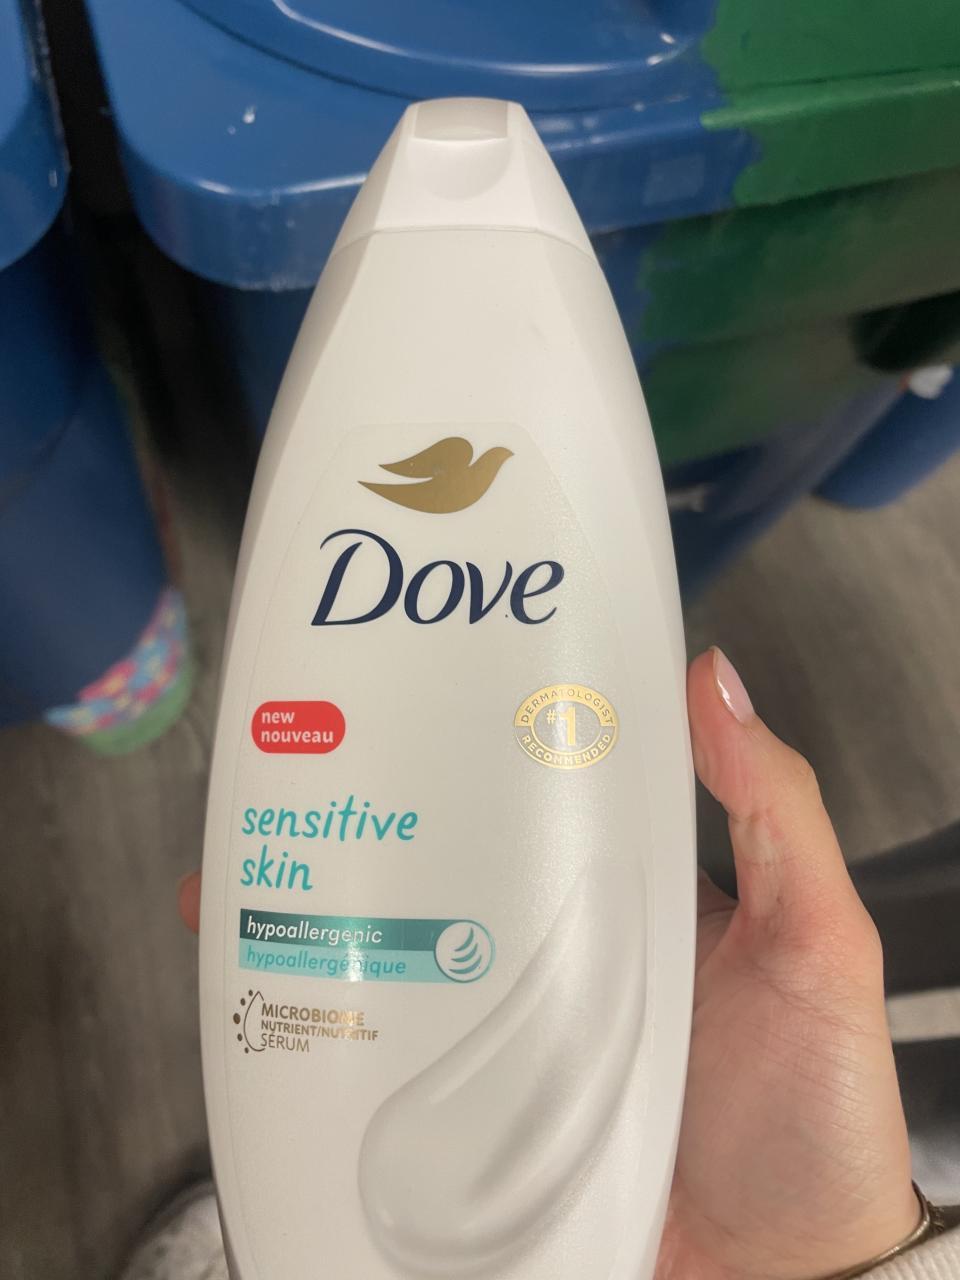 Dove
new
nouveau
DERMATOLOGIST
#1
RECOMMENDED
sensitive
skin
hypoallergenic
hypoallergénique
MICROBIOME
NUTRIENT/NUTRITIF
SÉRUM